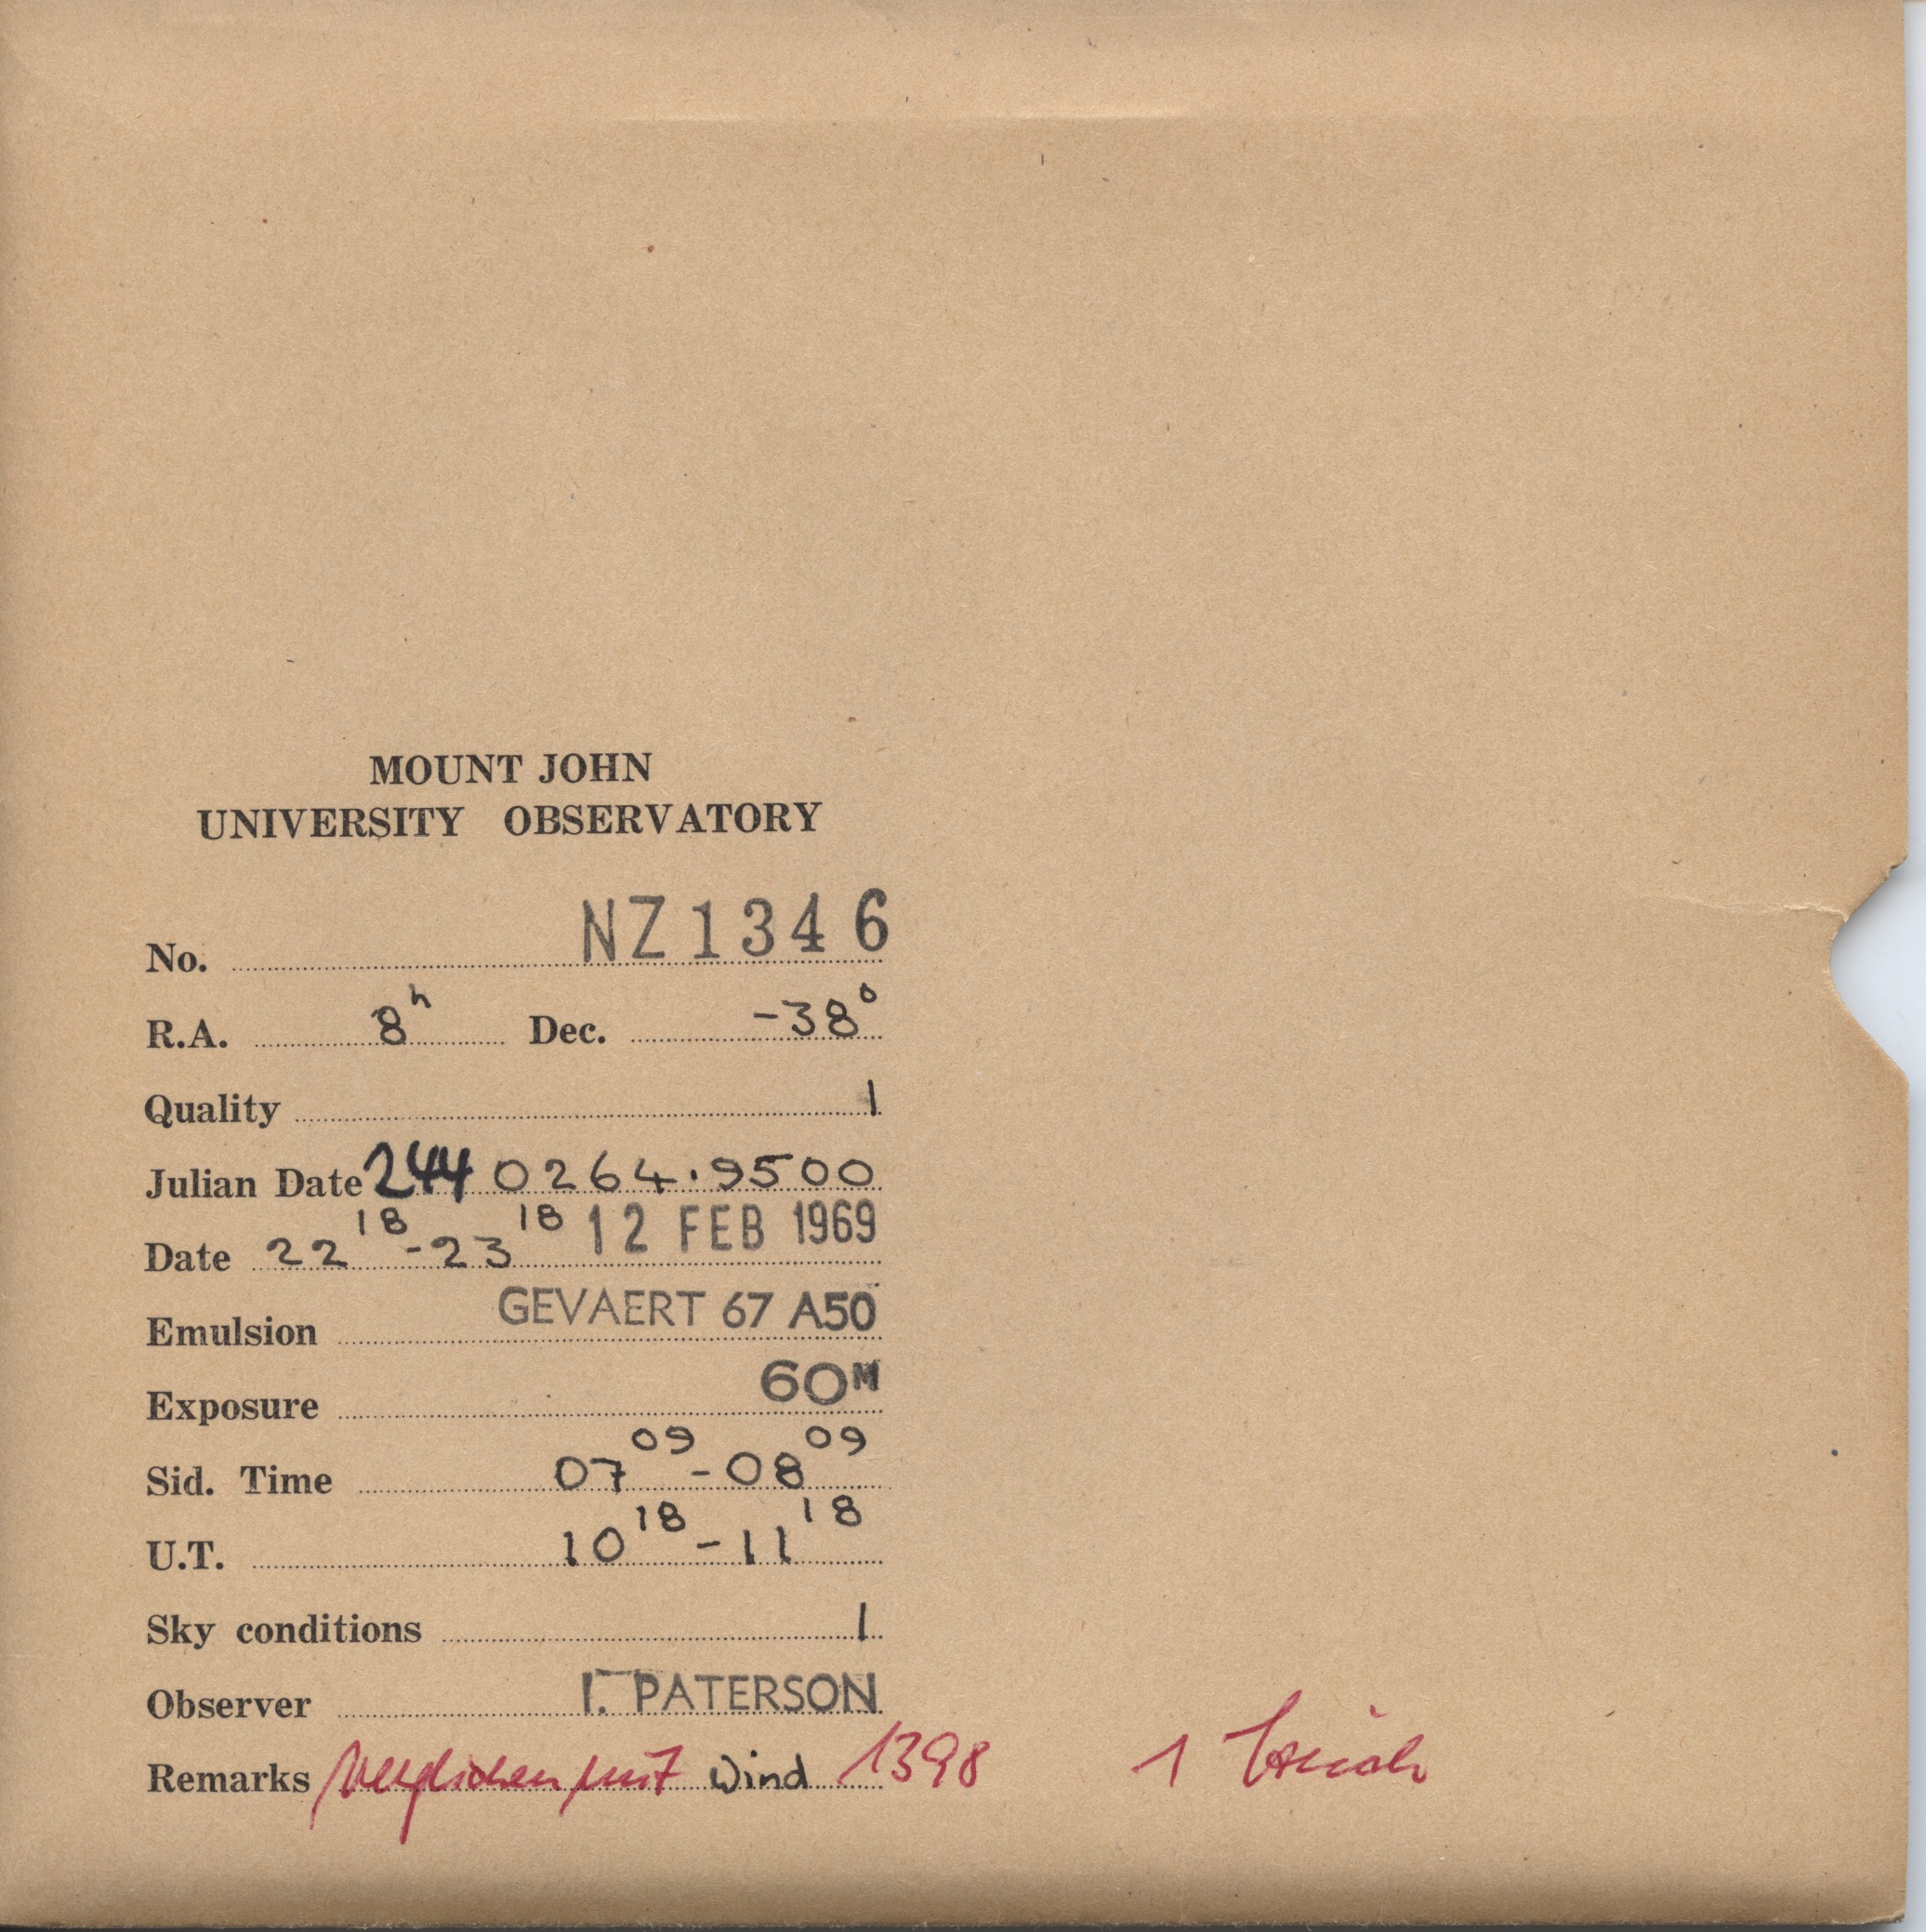 MOUNT JOHN
UNIVERSITY OBSERVATORY
No. NZ1346
R.A. 8h Dec. -38°
Quality 1
Julian Date 2440264.9500
Date 22 18 - 23 18 12 FEB 1969
Emulsion GEVAERT 67 A50
Exposure 60M
Sid. Time 07 09 - 08 09
U.T. 10 18 - 11 18
Sky conditions 1
Observer I. PATERSON
Remarks verglichen mit Wind 1398 1